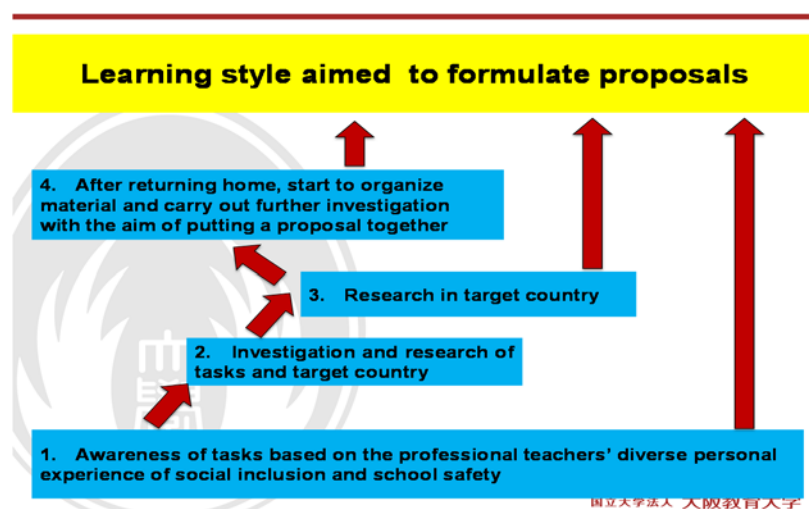 Learning style aimed to formulate proposals
4. After returning home, start to organize
material and carry out further investigation
with the aim of putting a proposal together
3. Research in target country
2. Investigation and research of
tasks and target country
1. Awareness of tasks based on the professional teachers' diverse personal
experience of social inclusion and school safety
国立大学法人 大阪教育大学